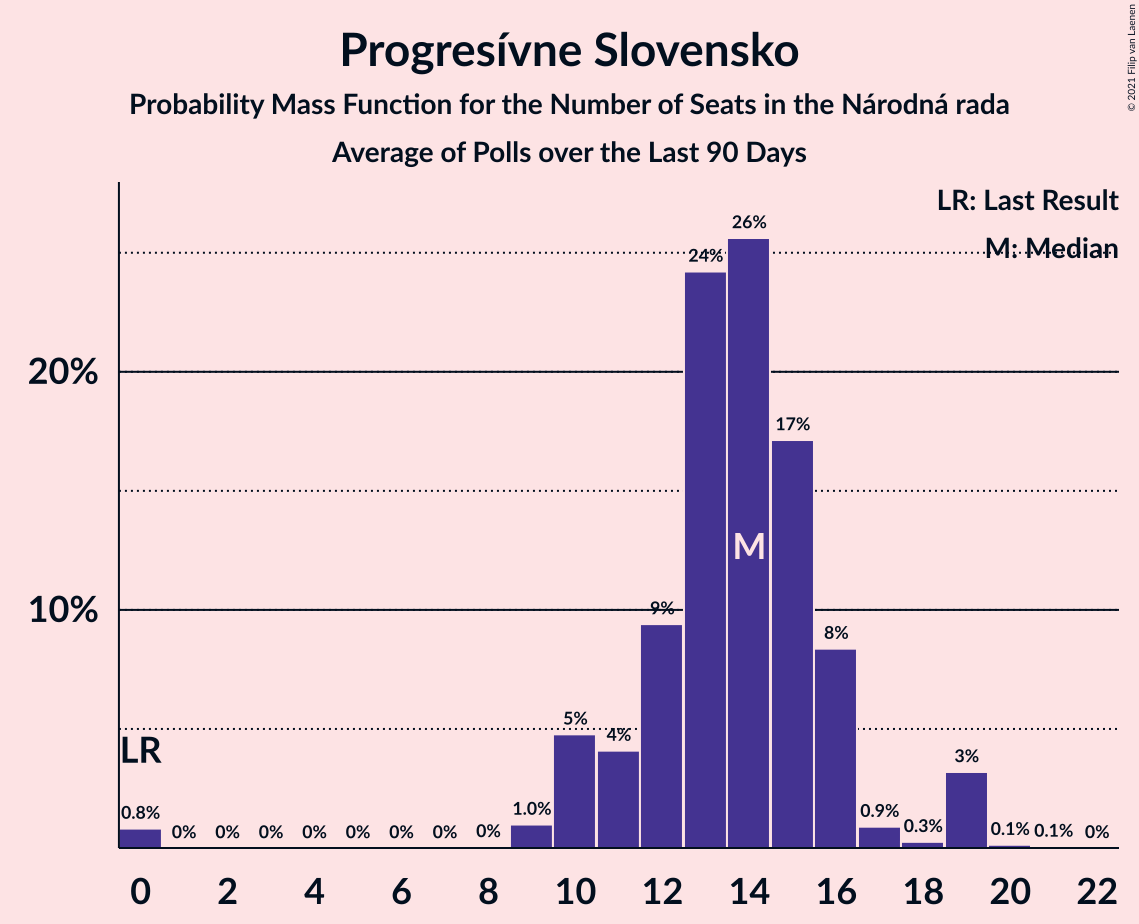 Progresívne Slovensko
Probability Mass Function for the Number of Seats in the Národná rada
Average of Polls over the Last 90 Days
© 2021 Filip van Laenen
LR: Last Result
M: Median
20%
10%
0.8%
0%
0%
0%
0%
0%
0%
0%
0%
1.0%
5%
4%
9%
24%
26%
17%
8%
0.9%
0.3%
3%
0.1%
0.1%
0%
LR
M
0 2 4 6 8 10 12 14 16 18 20 22